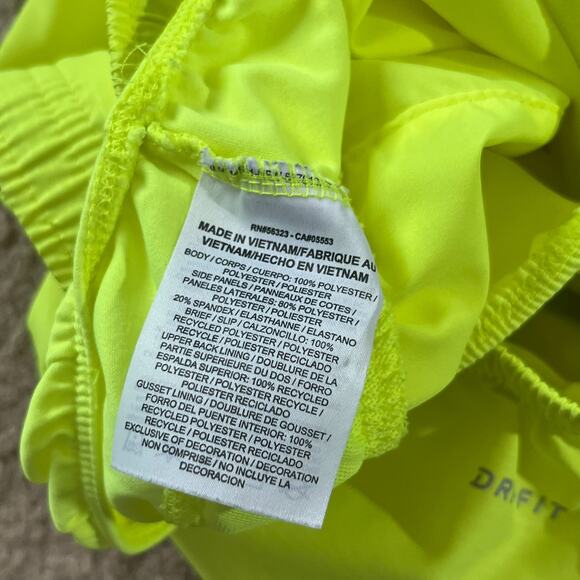 RN#56323 - CA#05553
MADE IN VIETNAM/FABRIQUE AU
VIETNAM/HECHO EN VIETNAM
BODY / CORPS / CUERPO: 100% POLYESTER /
POLYESTER / POLIÉSTER
SIDE PANELS / PANNEAUX DE COTES /
PANELES LATERALES: 80% POLYESTER /
POLYESTER / POLIÉSTER
20% SPANDEX / ELASTHANNE / ELASTANO
BRIEF / SLIP / CALZONCILLO: 100%
RECYCLED POLYESTER / POLYESTER
RECYCLE / POLIESTER RECICLADO
UPPER BACK LINING / DOUBLURE DE LA
PARTIE SUPERIEURE DU DOS / FORRO
ESPALDA SUPERIOR: 100% RECYCLED
POLYESTER / POLYESTER RECYCLE /
POLIESTER RECICLADO
GUSSET LINING / DOUBLURE DE GOUSSET /
FORRO DEL PUENTE INTERIOR: 100%
RECYCLED POLYESTER / POLYESTER
RECYCLE / POLIESTER RECICLADO
EXCLUSIVE OF DECORATION / DECORATION
NON COMPRISE / NO INCLUYE LA
DECORACION
DRI-FIT